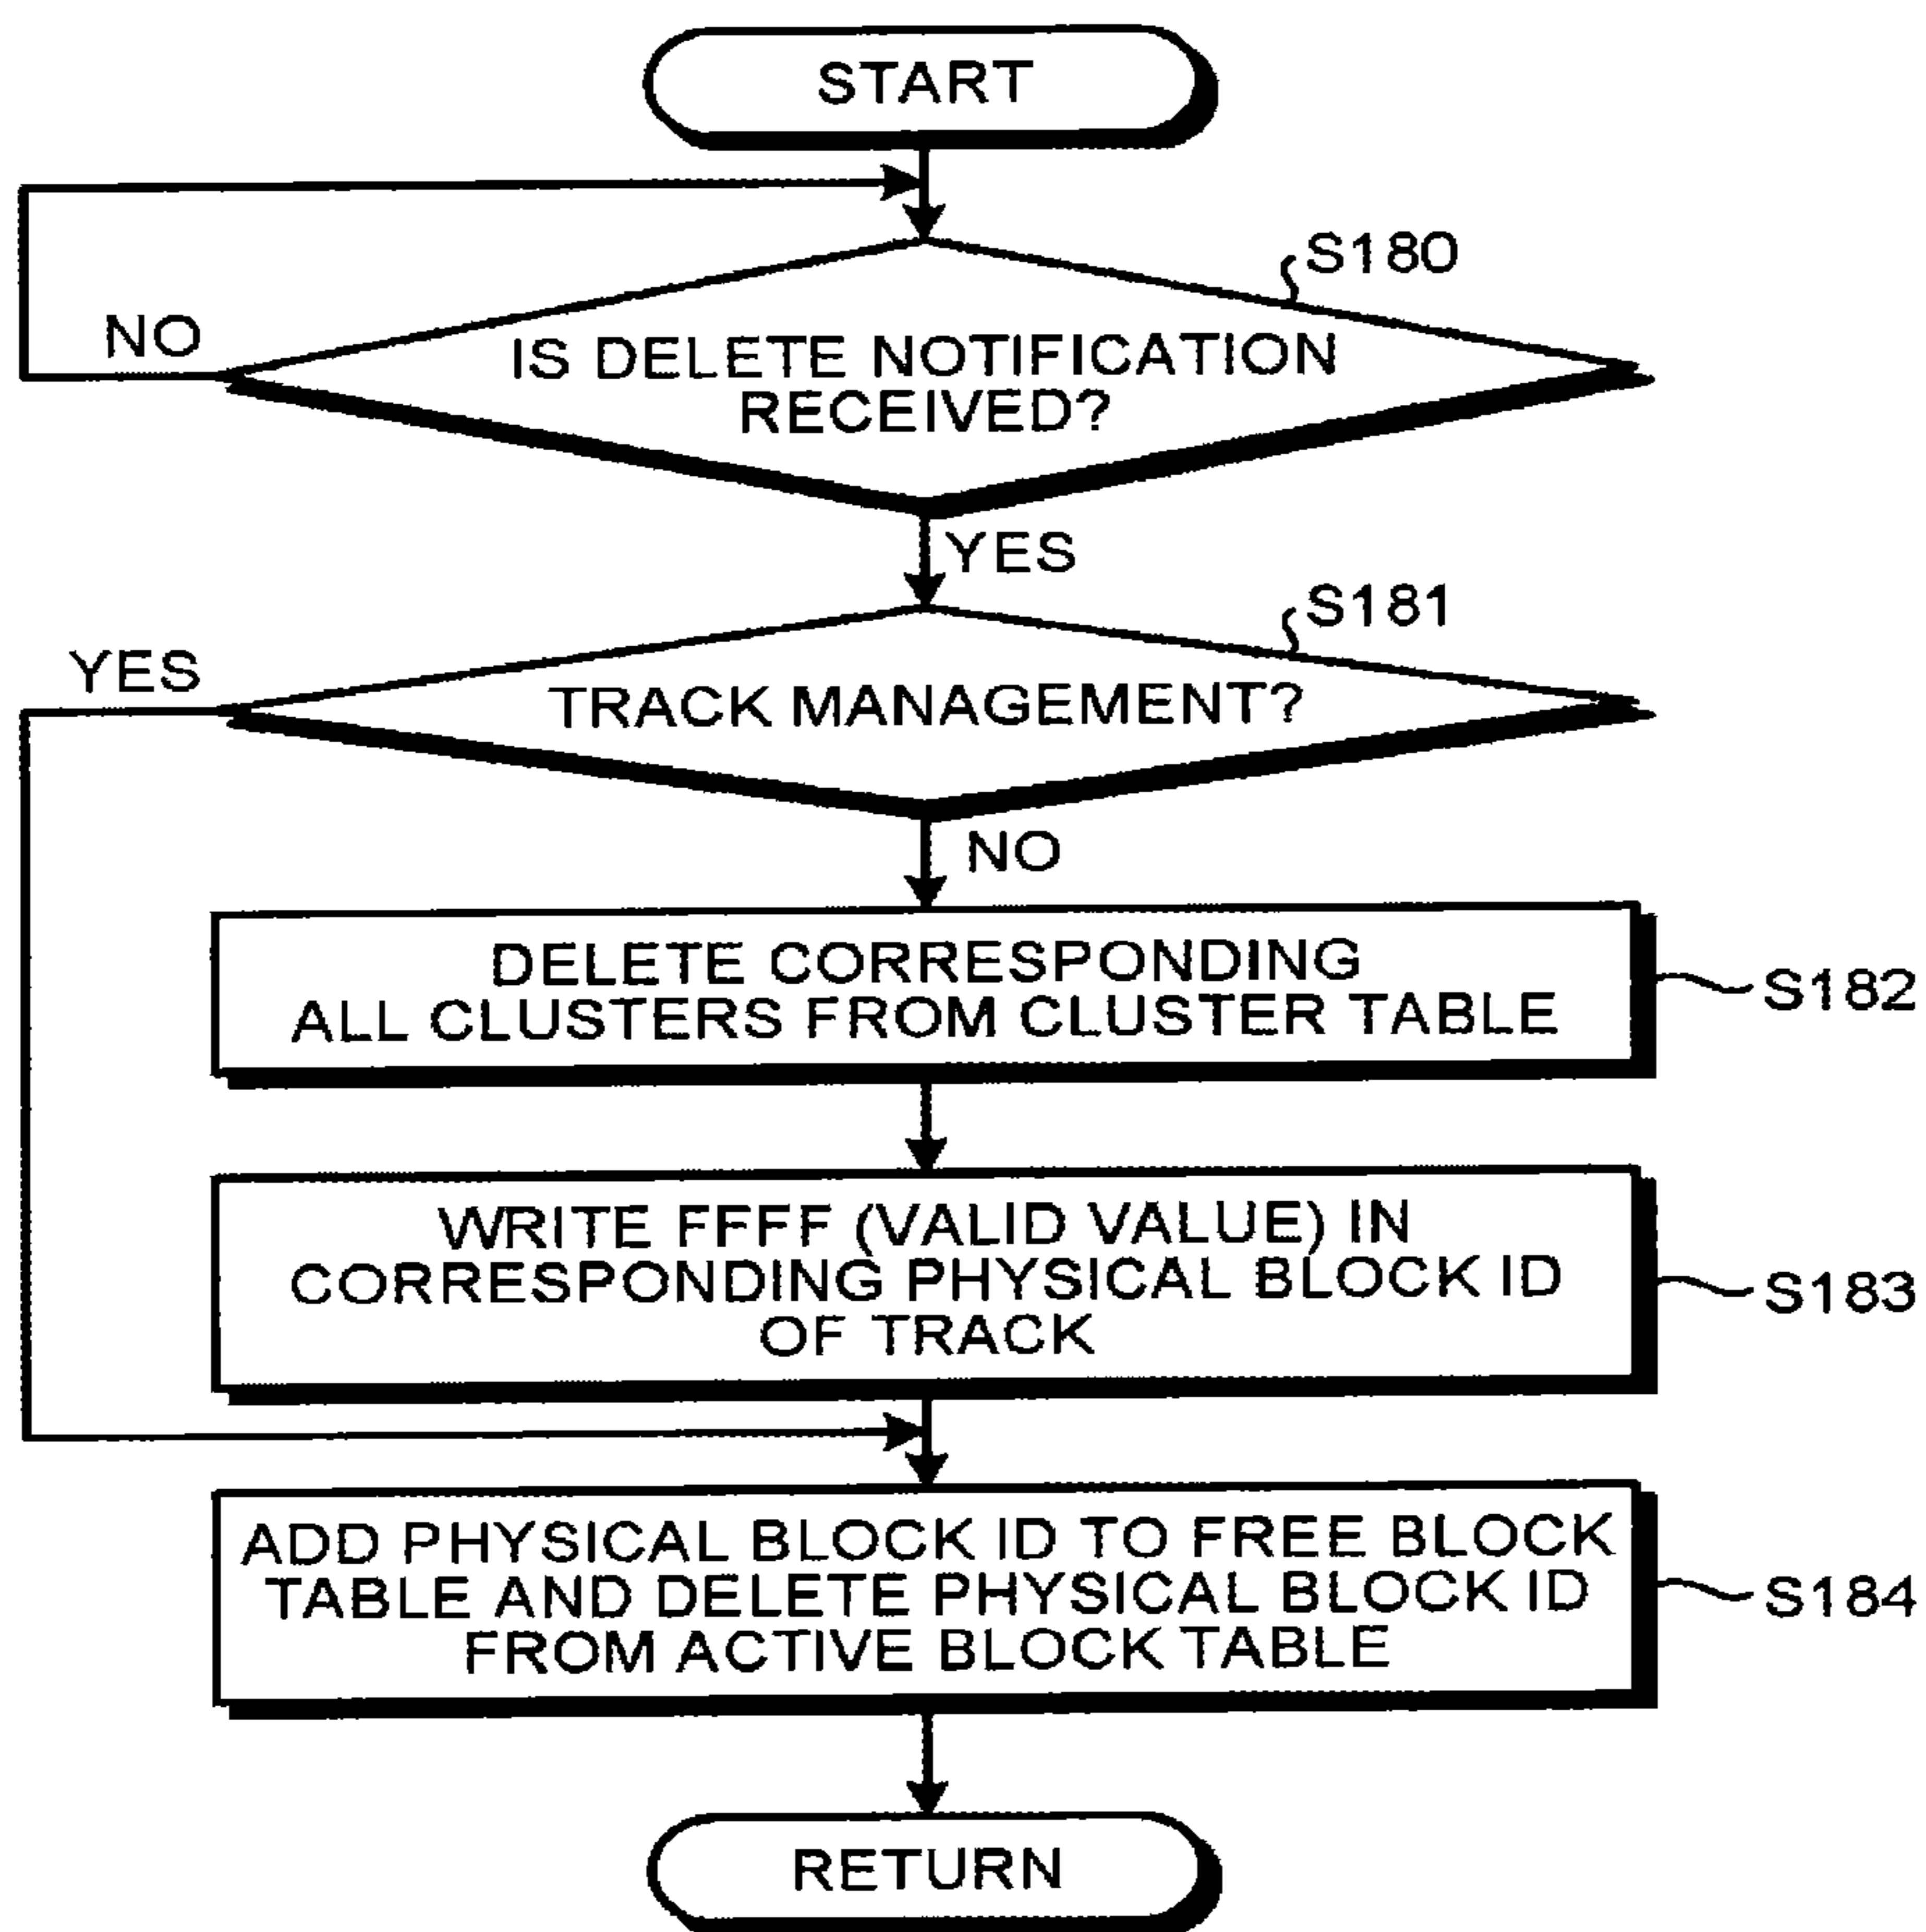 START
S180
NO
IS DELETE NOTIFICATION
RECEIVED?
YES
S181
YES
TRACK MANAGEMENT?
NO
DELETE CORRESPONDING
ALL CLUSTERS FROM CLUSTER TABLE
S182
WRITE FFFF (VALID VALUE) IN
CORRESPONDING PHYSICAL BLOCK ID
OF TRACK
S183
ADD PHYSICAL BLOCK ID TO FREE BLOCK
TABLE AND DELETE PHYSICAL BLOCK ID
FROM ACTIVE BLOCK TABLE
S184
RETURN